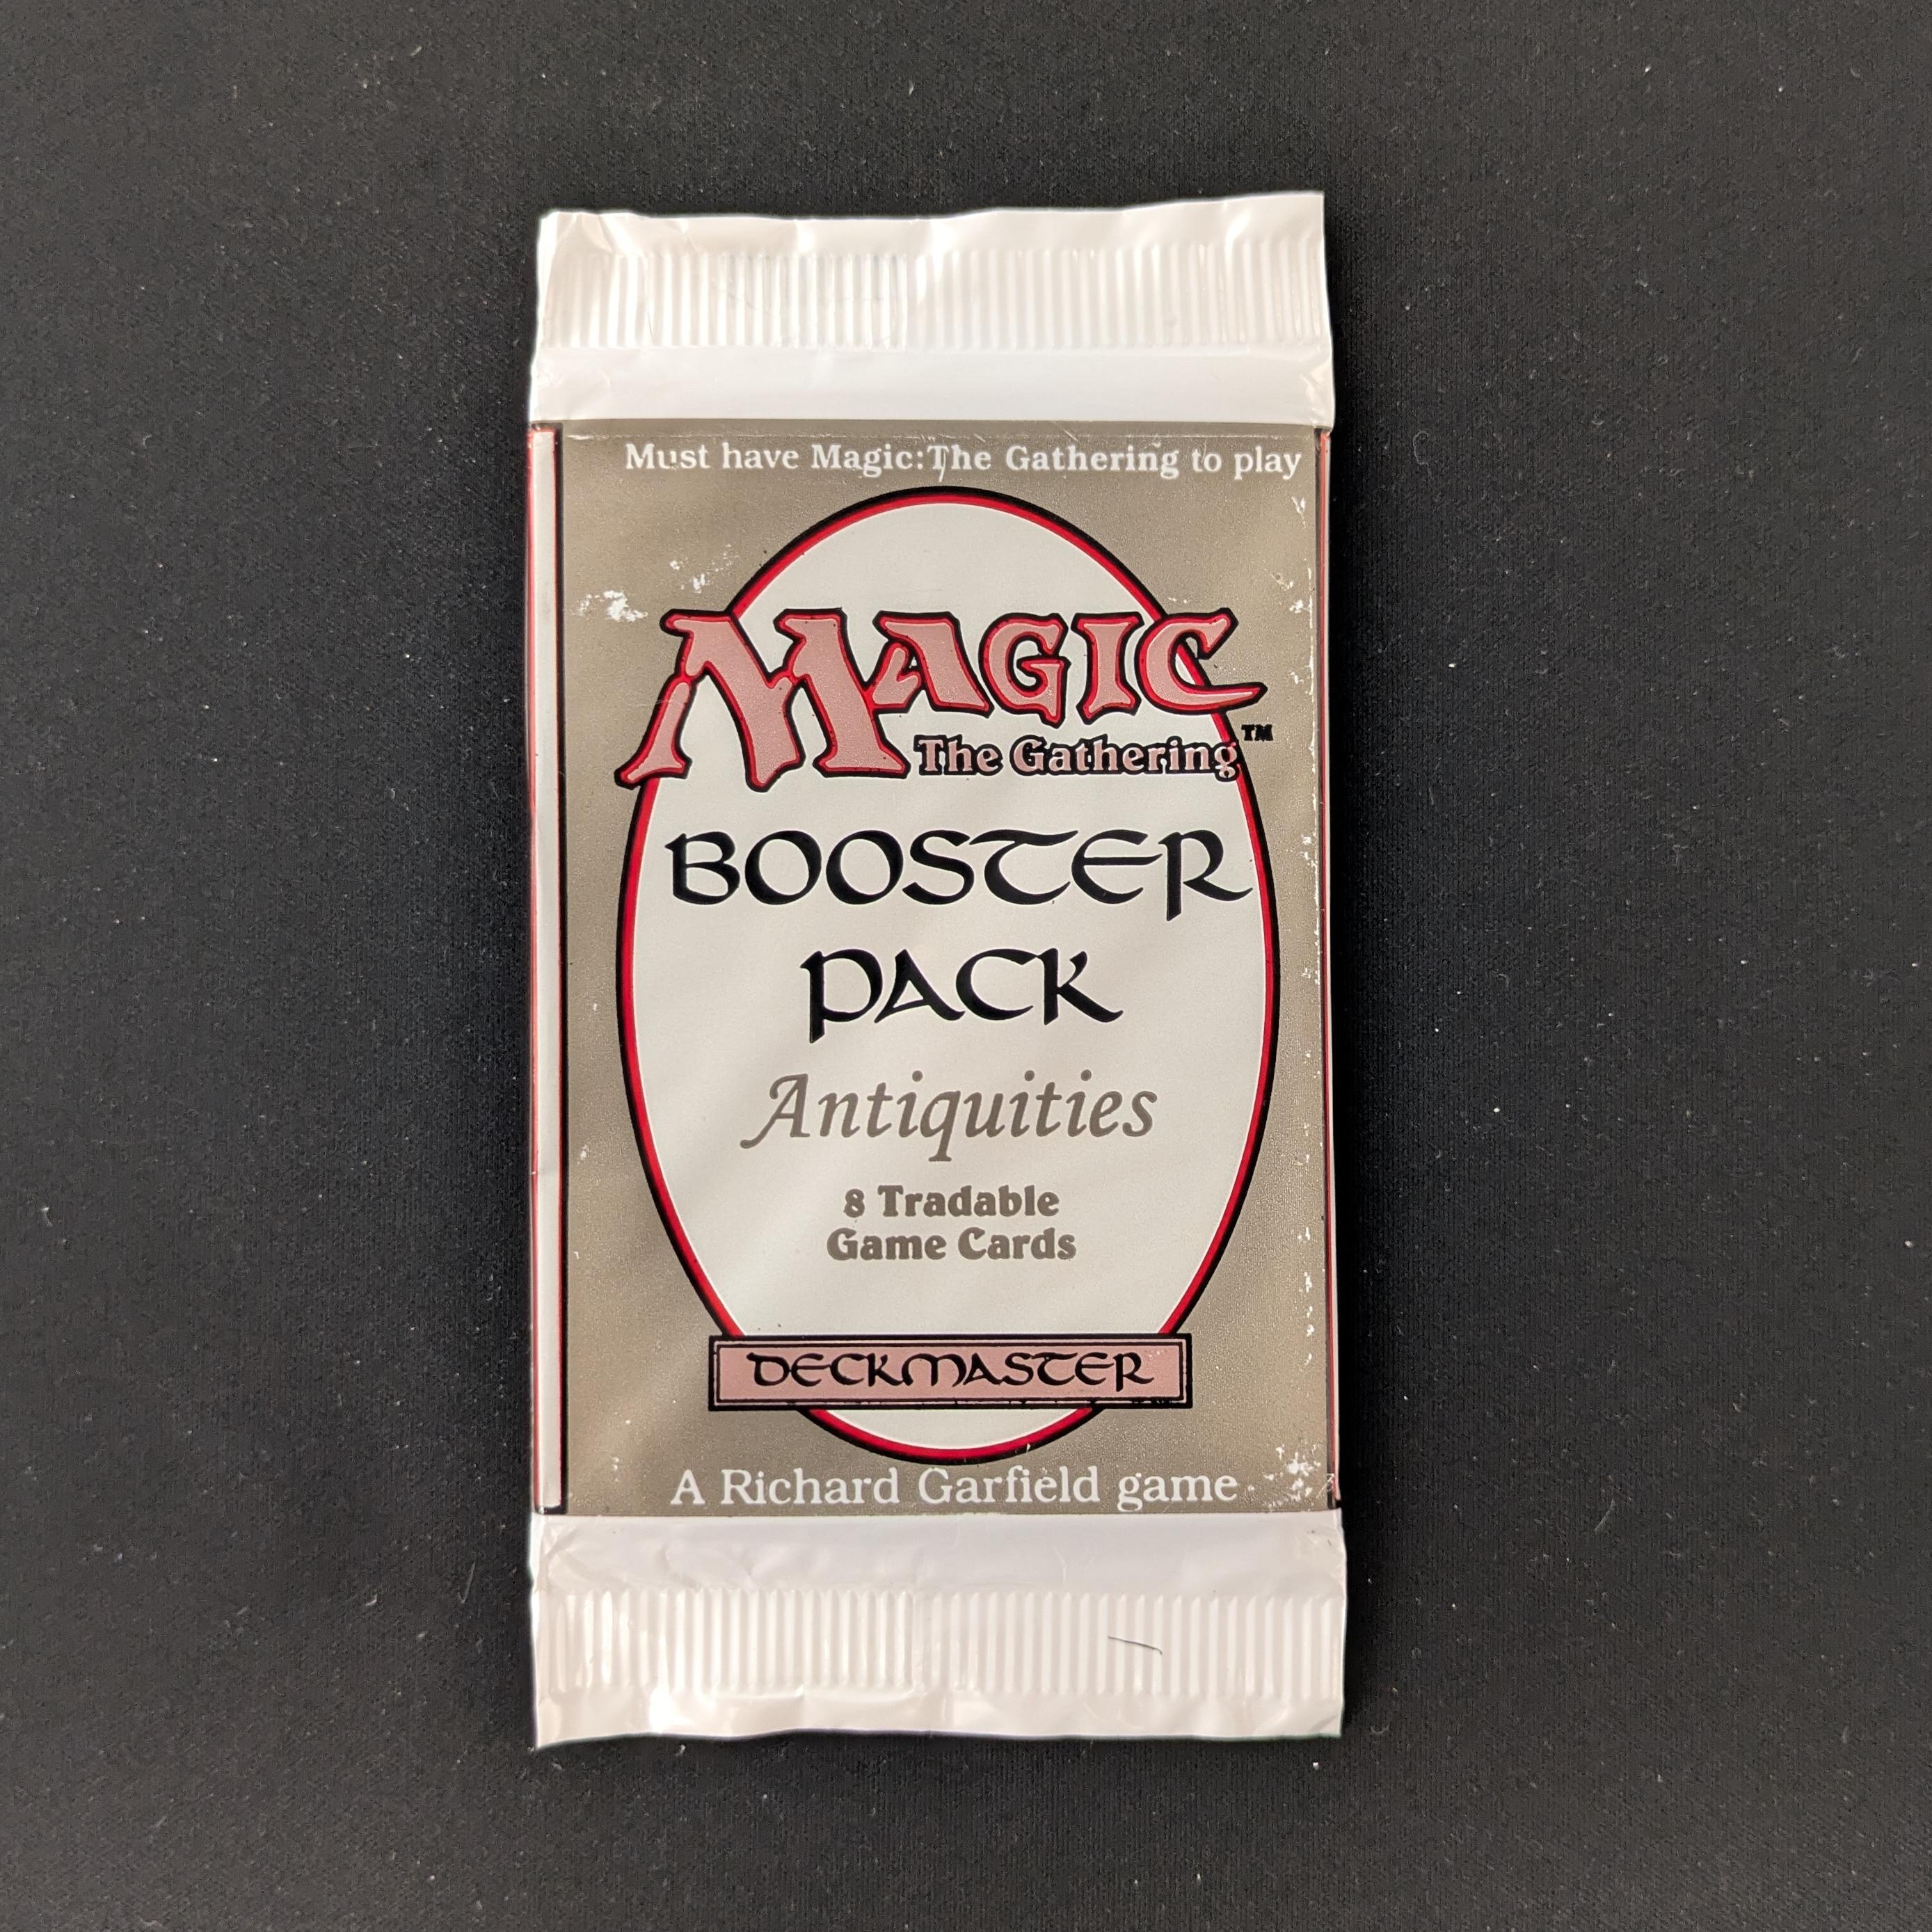 Must have Magic:The Gathering to play
MAGIC
The Gathering™
BOOSTER
PACK
Antiquities
8 Tradable
Game Cards
DECKMASTER
A Richard Garfield game